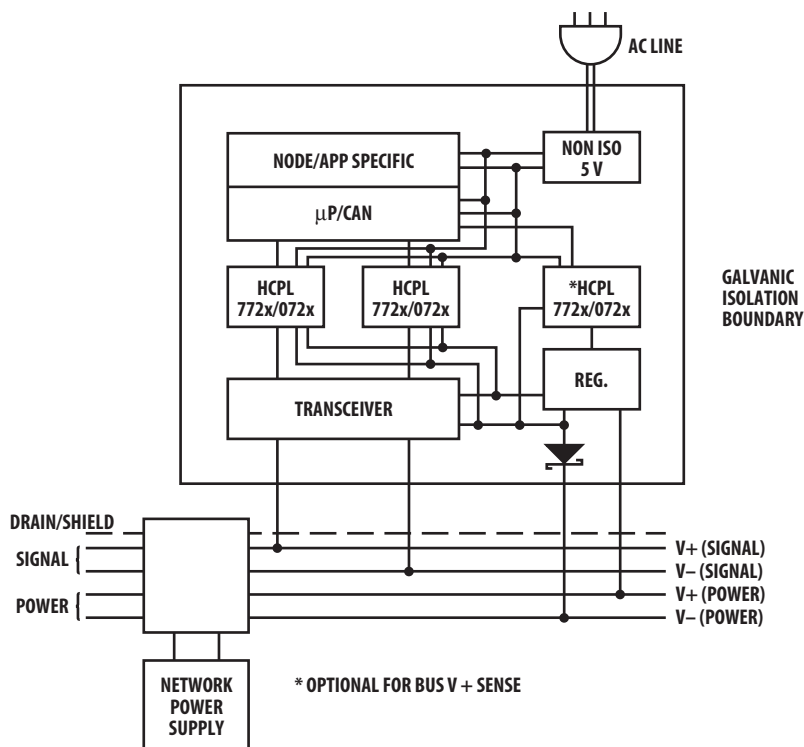 AC LINE
NODE/APP SPECIFIC
NON ISO
5 V
µP/CAN
HCPL
772x/072x
HCPL
772x/072x
*HCPL
772x/072x
GALVANIC
ISOLATION
BOUNDARY
REG.
TRANSCEIVER
DRAIN/SHIELD
SIGNAL
POWER
V+ (SIGNAL)
V– (SIGNAL)
V+ (POWER)
V– (POWER)
NETWORK
POWER
SUPPLY
* OPTIONAL FOR BUS V + SENSE